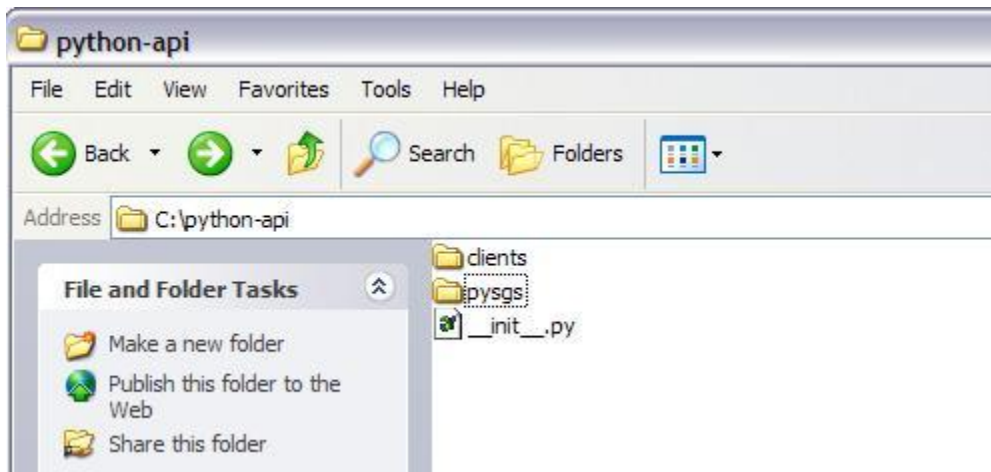 python-api
File Edit View Favorites Tools Help
Back Search Folders
Address C:\python-api
clients
pysgs
__init__.py
File and Folder Tasks
Make a new folder
Publish this folder to the
Web
Share this folder